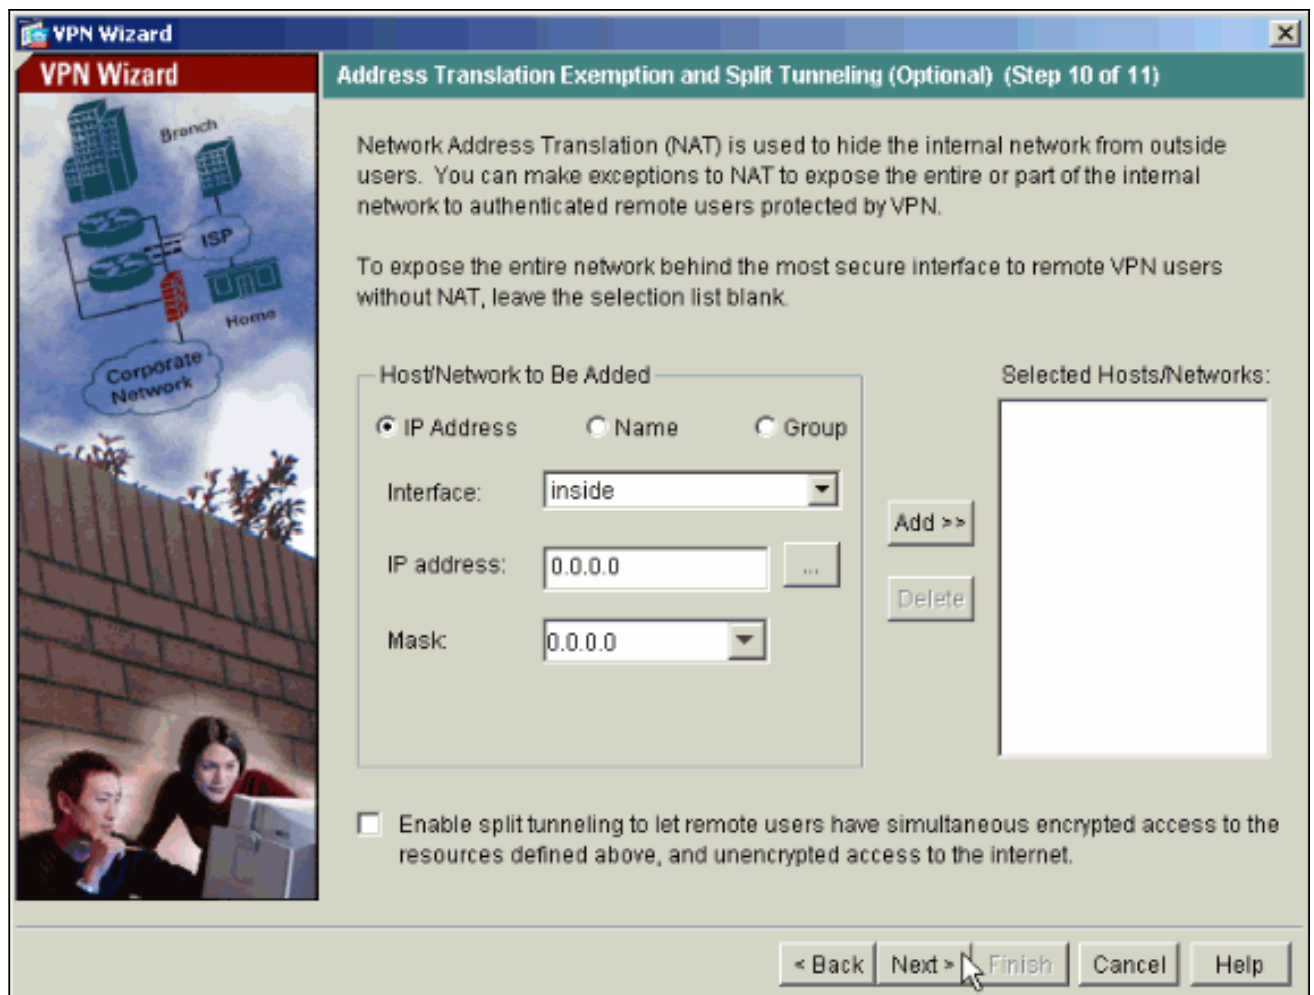 VPN Wizard
VPN Wizard
Branch
ISP
Home
Corporate
Network
Address Translation Exemption and Split Tunneling (Optional) (Step 10 of 11)
Network Address Translation (NAT) is used to hide the internal network from outside
users. You can make exceptions to NAT to expose the entire or part of the internal
network to authenticated remote users protected by VPN.
To expose the entire network behind the most secure interface to remote VPN users
without NAT, leave the selection list blank.
Host/Network to Be Added
IP Address Name Group
Interface: inside
IP address: 0.0.0.0 ...
Mask: 0.0.0.0
Add >>
Delete
Selected Hosts/Networks:
Enable split tunneling to let remote users have simultaneous encrypted access to the
resources defined above, and unencrypted access to the internet.
< Back Next > Finish Cancel Help